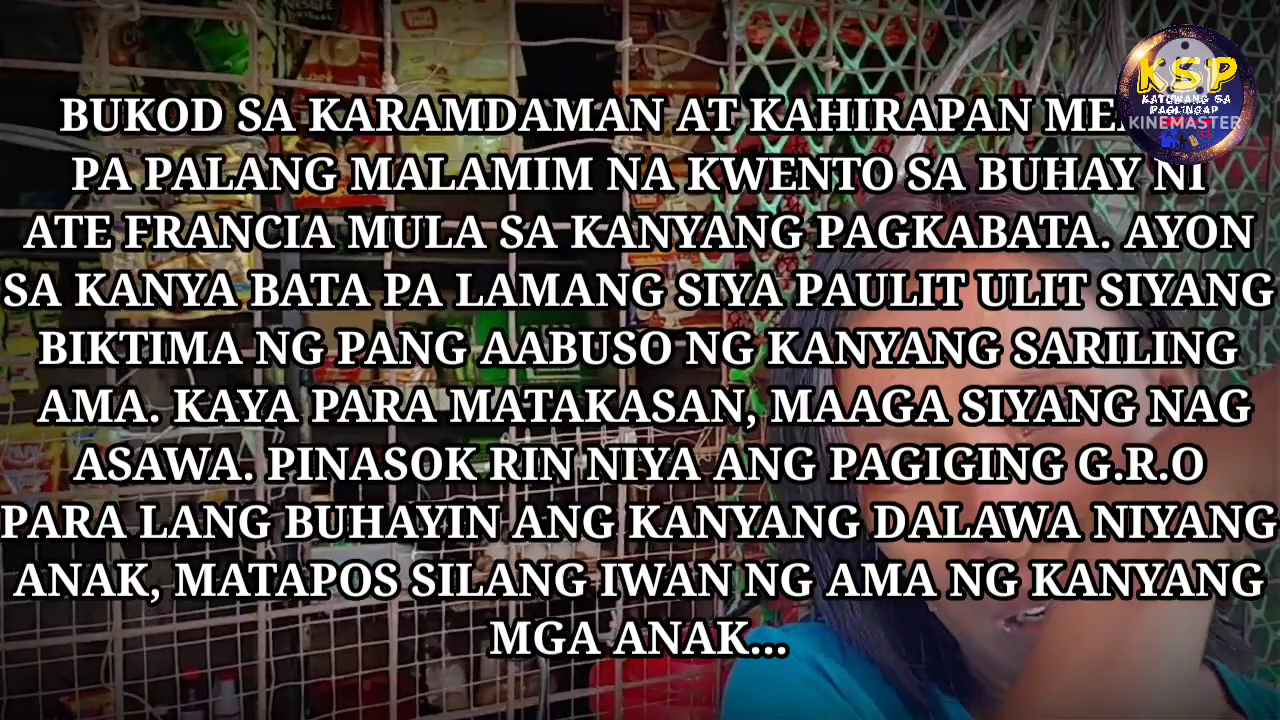 BUKOD SA KARAMDAMAN AT KAHIRAPAN
PA PALANG MALAMIM NA KWENTO SA BUHAY NI
ATE FRANCIA MULA SA KANYANG PAGKABATA. AYON
SA KANYA BATA PA LAMANG SIYA PAULIT ULIT SIYANG
BIKTIMA NG PANG AABUSO NG KANYANG SARILING
AMA. KAYA PARA MATAKASAN, MAAGA SIYANG NAG
ASAWA. PINASOK RIN NIYA ANG PAGIGING G.R.O
PARA LANG BUHAYIN ANG KANYANG DALAWA NIYANG
ANAK, MATAPOS SILANG IWAN NG AMA NG KANYANG
MGA ANAK...
KSP
KATUWANG SA
PAGLINGAP
KINEMASTER